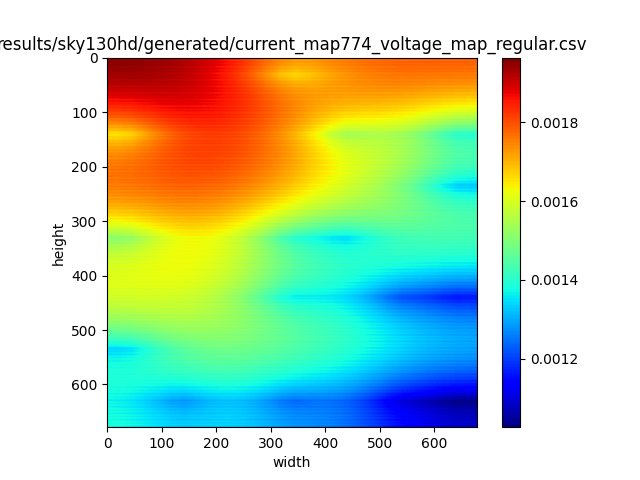 results/sky130hd/generated/current_map774_voltage_map_regular.csv
0
100
200
300
400
500
600
height
0 100 200 300 400 500 600
width
0.0018
0.0016
0.0014
0.0012